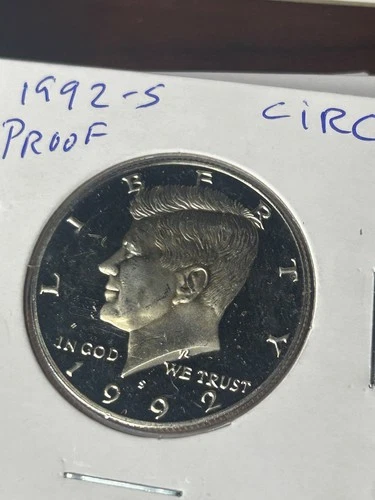 1992-S CIRC
PROOF
LIBERTY
IN GOD WE TRUST
S
1992